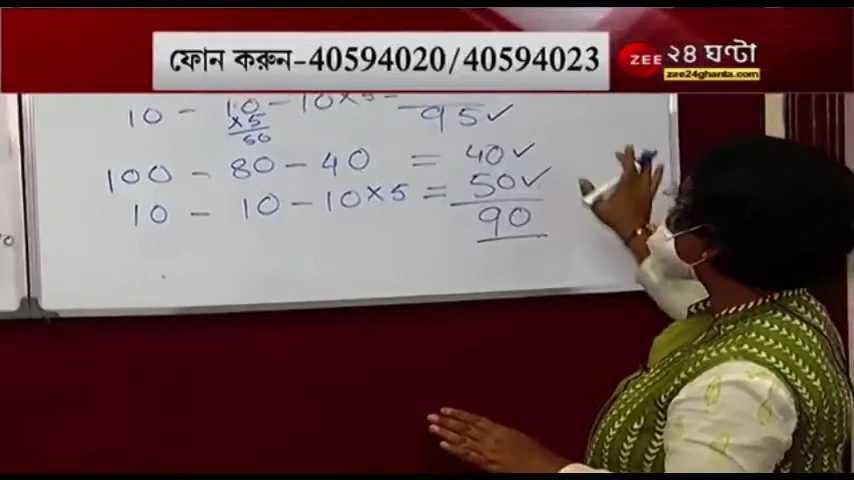 ফোন করুন-40594020/40594023
ZEE ২৪ ঘণ্টা
zee24ghanta.com
10 - 10 - 10×5 -
×5
50
95✓
100 - 80 - 40 = 40✓
10 - 10 - 10×5 = 50✓
90